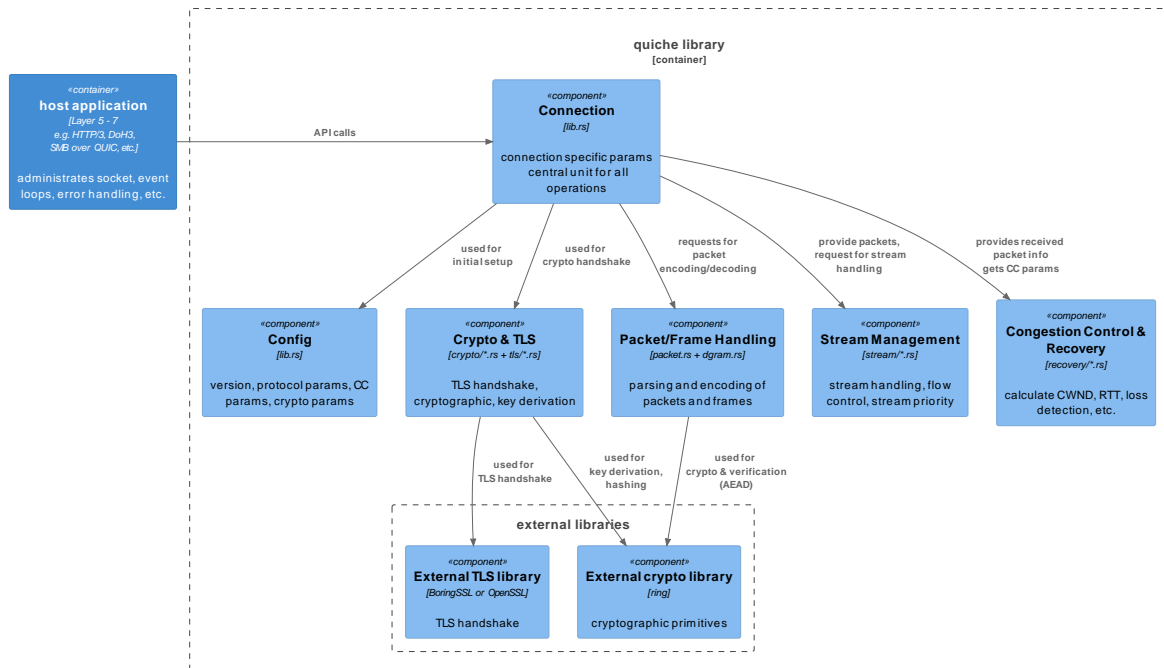 quiche library
[container]
«container»
host application
[Layer 5 - 7
e.g. HTTP/3, DoH3,
SMB over QUIC, etc.]
administrates socket, event
loops, error handling, etc.
API calls
«component»
Connection
[lib.rs]
connection specific params
central unit for all
operations
used for
initial setup
used for
crypto handshake
requests for
packet
encoding/decoding
provide packets,
request for stream
handling
provides received
packet info
gets CC params
«component»
Config
[lib.rs]
version, protocol params, CC
params, crypto params
«component»
Crypto & TLS
[crypto/*.rs + tls/*.rs]
TLS handshake,
cryptographic, key derivation
«component»
Packet/Frame Handling
[packet.rs + dgram.rs]
parsing and encoding of
packets and frames
«component»
Stream Management
[stream/*.rs]
stream handling, flow
control, stream priority
«component»
Congestion Control &
Recovery
[recovery/*.rs]
calculate CWND, RTT, loss
detection, etc.
used for
TLS handshake
used for
key derivation,
hashing
used for
crypto & verification
(AEAD)
external libraries
«component»
External TLS library
[BoringSSL or OpenSSL]
TLS handshake
«component»
External crypto library
[ring]
cryptographic primitives